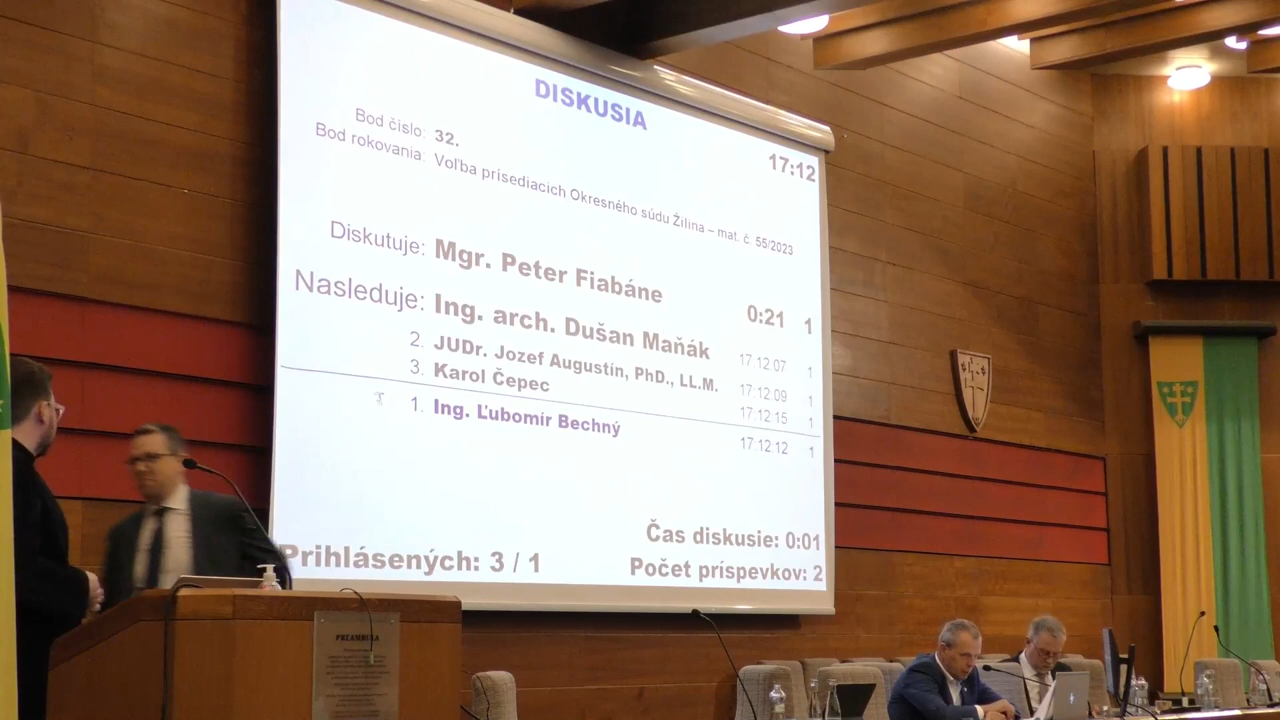 DISKUSIA
Bod číslo: 32.
17:12
Bod rokovania: Voľba prísediacich Okresného súdu Žilina – mat. č. 55/2023
Diskutuje: Mgr. Peter Fiabáne 0:21 1
Nasleduje: Ing. arch. Dušan Maňák 17:12:07 1
2. JUDr. Jozef Augustín, PhD., LL.M. 17:12:09 1
3. Karol Čepec 17:12:15 1
1. Ing. Ľubomír Bechný 17:12:12 1
Čas diskusie: 0:01
Prihlásených: 3 / 1
Počet príspevkov: 2
PREAMBULA